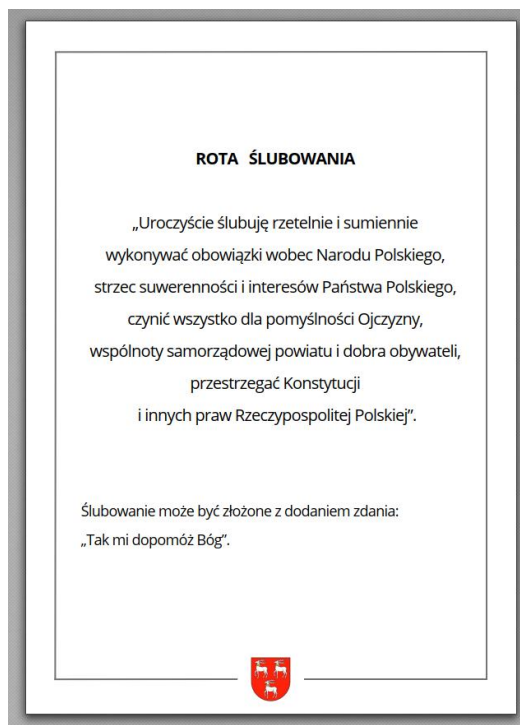 ROTA ŚLUBOWANIA
„Uroczyście ślubuję rzetelnie i sumiennie
wykonywać obowiązki wobec Narodu Polskiego,
strzec suwerenności i interesów Państwa Polskiego,
czynić wszystko dla pomyślności Ojczyzny,
wspólnoty samorządowej powiatu i dobra obywateli,
przestrzegać Konstytucji
i innych praw Rzeczypospolitej Polskiej”.
Ślubowanie może być złożone z dodaniem zdania:
„Tak mi dopomóż Bóg”.